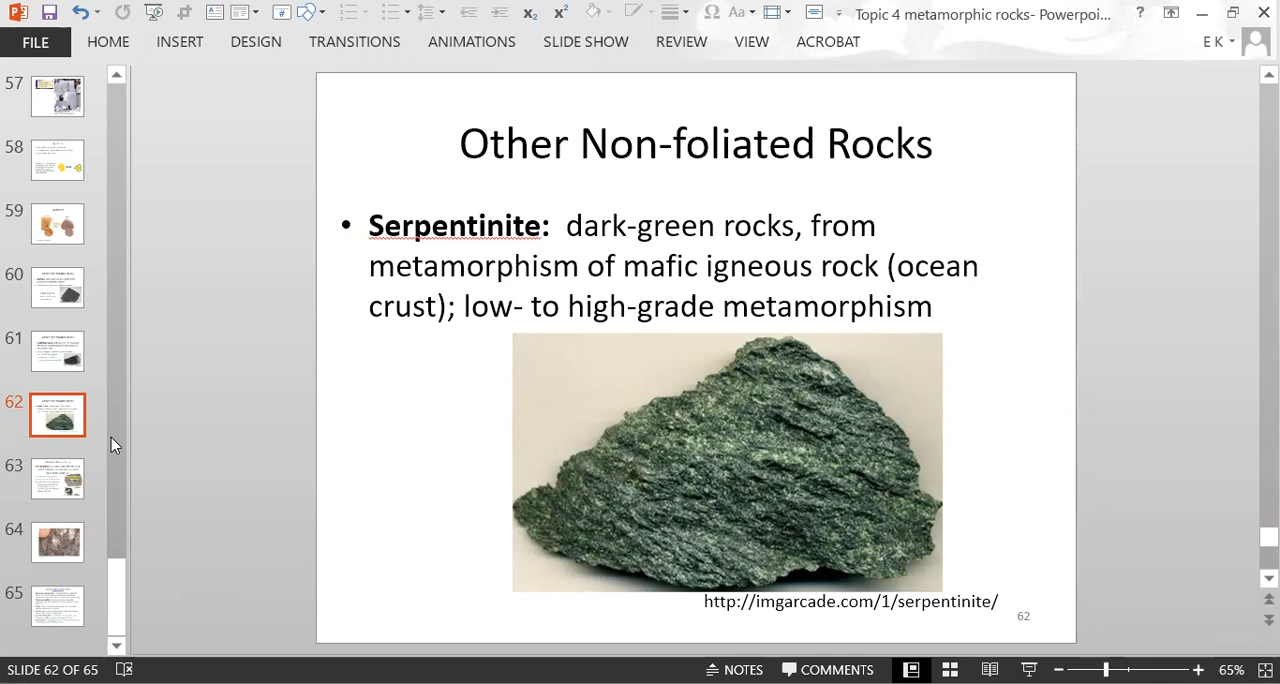 Topic 4 metamorphic rocks- Powerpoi...
FILE HOME INSERT DESIGN TRANSITIONS ANIMATIONS SLIDE SHOW REVIEW VIEW ACROBAT E K
57
58
59
60
61
62
63
64
65
Other Non-foliated Rocks
• Serpentinite: dark-green rocks, from
metamorphism of mafic igneous rock (ocean
crust); low- to high-grade metamorphism
http://imgarcade.com/1/serpentinite/
62
SLIDE 62 OF 65 NOTES COMMENTS 65%